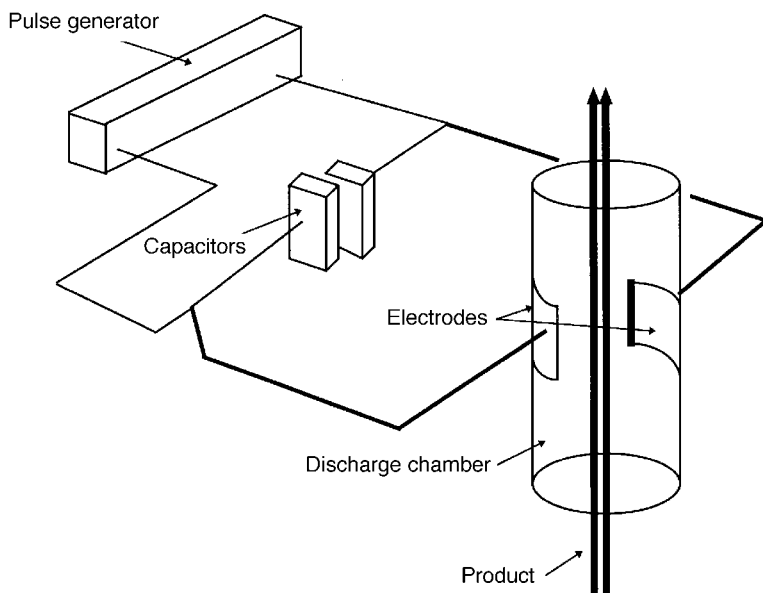 Pulse generator
Capacitors
Electrodes
Discharge chamber
Product